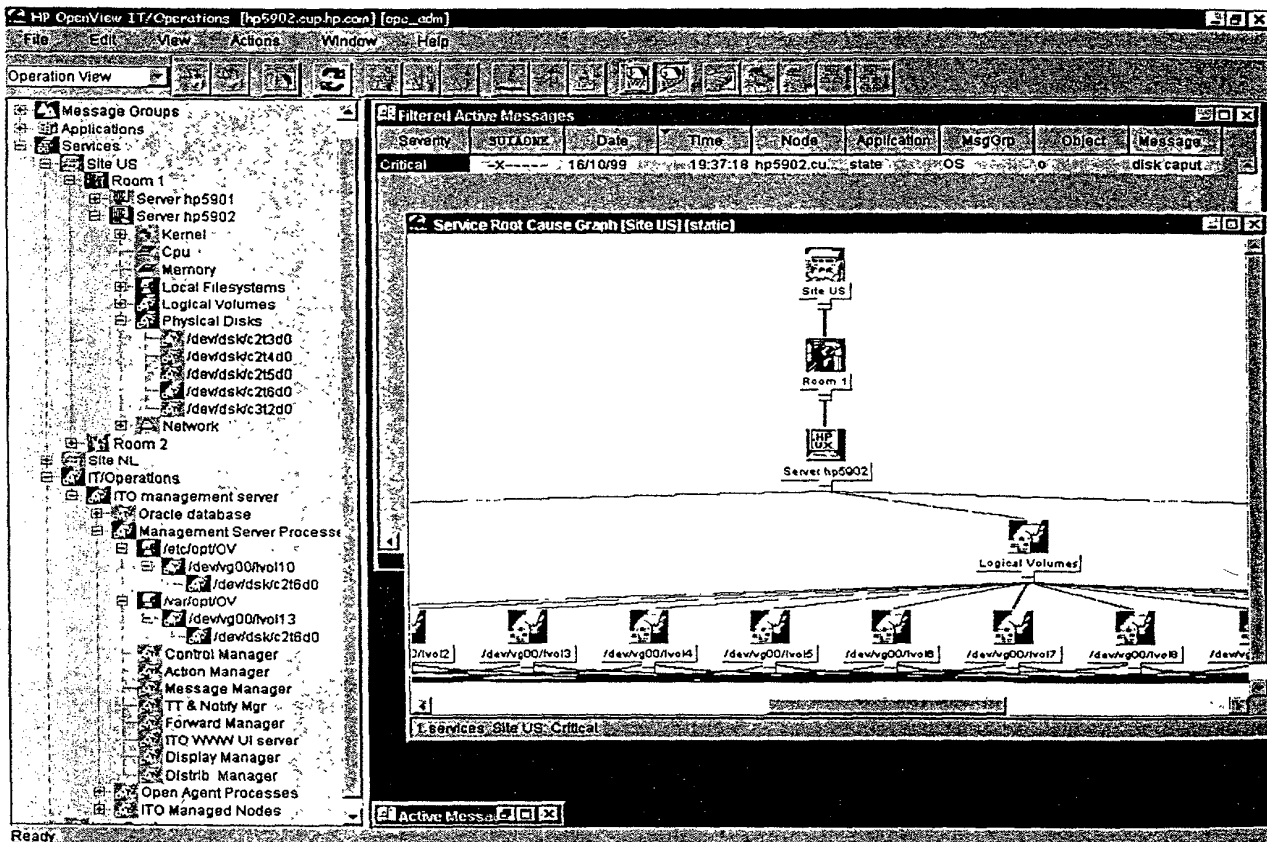 HP OpenView IT/Operations [hp5902.cup.hp.com] [opc_adm]
File Edit View Actions Window Help
Operation View
Message Groups
Applications
Services
Site US
Room 1
Server hp5901
Server hp5902
Kernel
Cpu
Memory
Local Filesystems
Logical Volumes
Physical Disks
/dev/dsk/c2t3d0
/dev/dsk/c2t4d0
/dev/dsk/c2t5d0
/dev/dsk/c2t6d0
/dev/dsk/c3t2d0
Network
Room 2
Site NL
IT/Operations
ITO management server
Oracle database
Management Server Processe
/etc/opt/OV
/dev/vg00/lvol10
/dev/dsk/c2t6d0
/var/opt/OV
/dev/vg00/lvol13
/dev/dsk/c2t6d0
Control Manager
Action Manager
Message Manager
TT & Notify Mgr
Forward Manager
ITO WWW UI server
Display Manager
Distrib Manager
Open Agent Processes
ITO Managed Nodes
Filtered Active Messages
Severity SUIAONE Date Time Node Application MsgGrp Object Message
Critical --X----- 16/10/99 19:37:18 hp5902.cu... state OS o disk caput
Service Root Cause Graph [Site US] [static]
Site US
Room 1
HP UX
Server hp5902
Logical Volumes
0/lvol2 /dev/vg00/lvol3 /dev/vg00/lvol4 /dev/vg00/lvol5 /dev/vg00/lvol6 /dev/vg00/lvol7 /dev/vg00/lvol8 /dev/vg
1 services: Site US: Critical
Active Messa
Ready